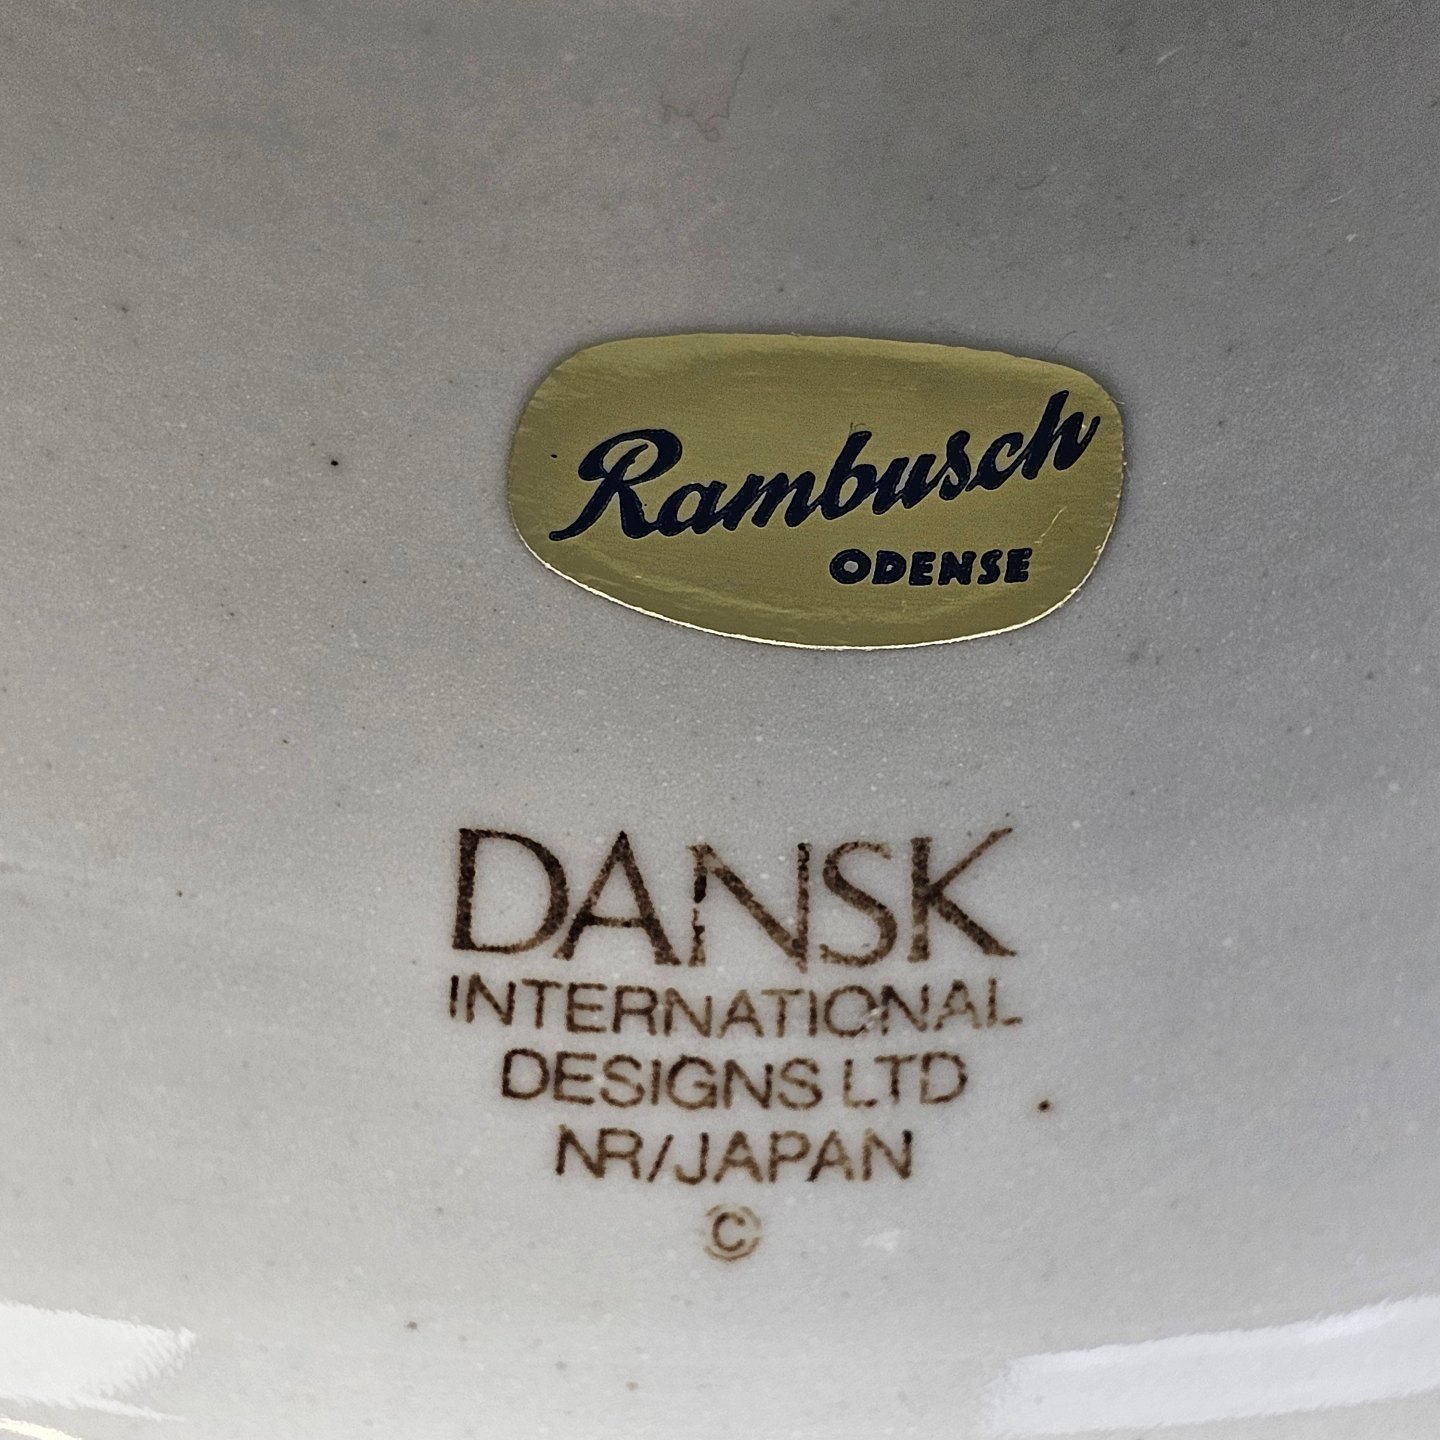 Rambusch
ODENSE
DANSK
INTERNATIONAL
DESIGNS LTD
NR/JAPAN
©